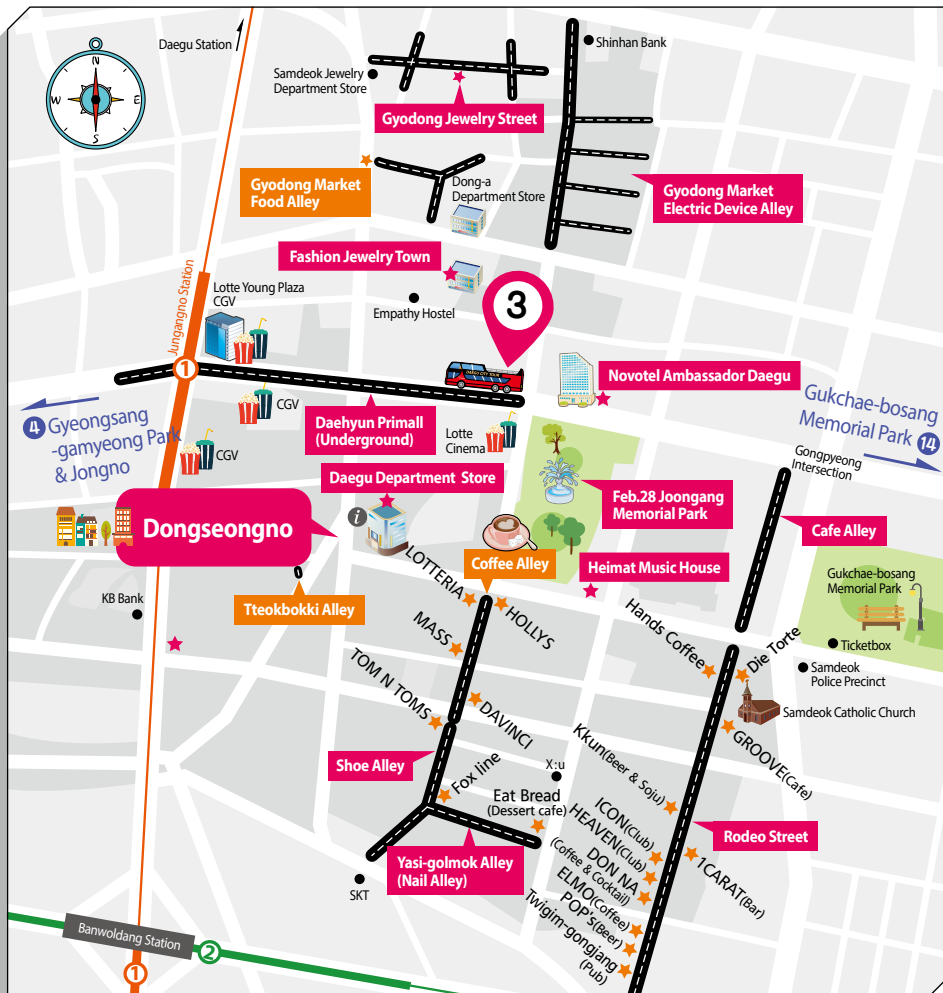 Daegu Station
N
W
E
S
Samdeok Jewelry
Department Store
Shinhan Bank
Gyodong Jewelry Street
Gyodong Market
Food Alley
Dong-a
Department Store
Gyodong Market
Electric Device Alley
Fashion Jewelry Town
Jungangno Station
Lotte Young Plaza
CGV
Empathy Hostel
3
DAEGU CITY TOUR
1
Novotel Ambassador Daegu
4 Gyeongsang
-gamyeong Park
& Jongno
CGV
CGV
Daehyun Primall
(Underground)
Lotte
Cinema
Gukchae-bosang
Memorial Park 14
Gongpyeong
Intersection
Daegu Department Store
Feb.28 Joongang
Memorial Park
Cafe Alley
Dongseongno
i
Coffee Alley
Heimat Music House
Gukchae-bosang
Memorial Park
Tteokbokki Alley
KB Bank
LOTTERIA
HOLLYS
MASS
TOM N TOMS
DAVINCI
Hands Coffee
Die Torte
Ticketbox
Samdeok
Police Precinct
Samdeok Catholic Church
GROOVE(Cafe)
Shoe Alley
Fox line
X:u
Eat Bread
(Dessert cafe)
Kkun(Beer & Soju)
ICON(Club)
HEAVEN(Club)
DON NA
(Coffee & Cocktail)
ELMO(Coffee)
POP's(Beer)
Twigim-gongjang
(Pub)
Rodeo Street
1CARAT(Bar)
Yasi-golmok Alley
(Nail Alley)
SKT
Banwoldang Station
2
1